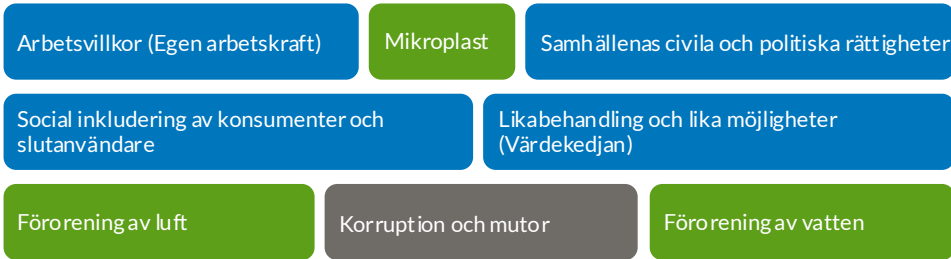 Arbetsvillkor (Egen arbetskraft)
Mikroplast
Samhällenas civila och politiska rättigheter
Social inkludering av konsumenter och
slutanvändare
Likabehandling och lika möjligheter
(Värdekedjan)
Förorening av luft
Korruption och mutor
Förorening av vatten